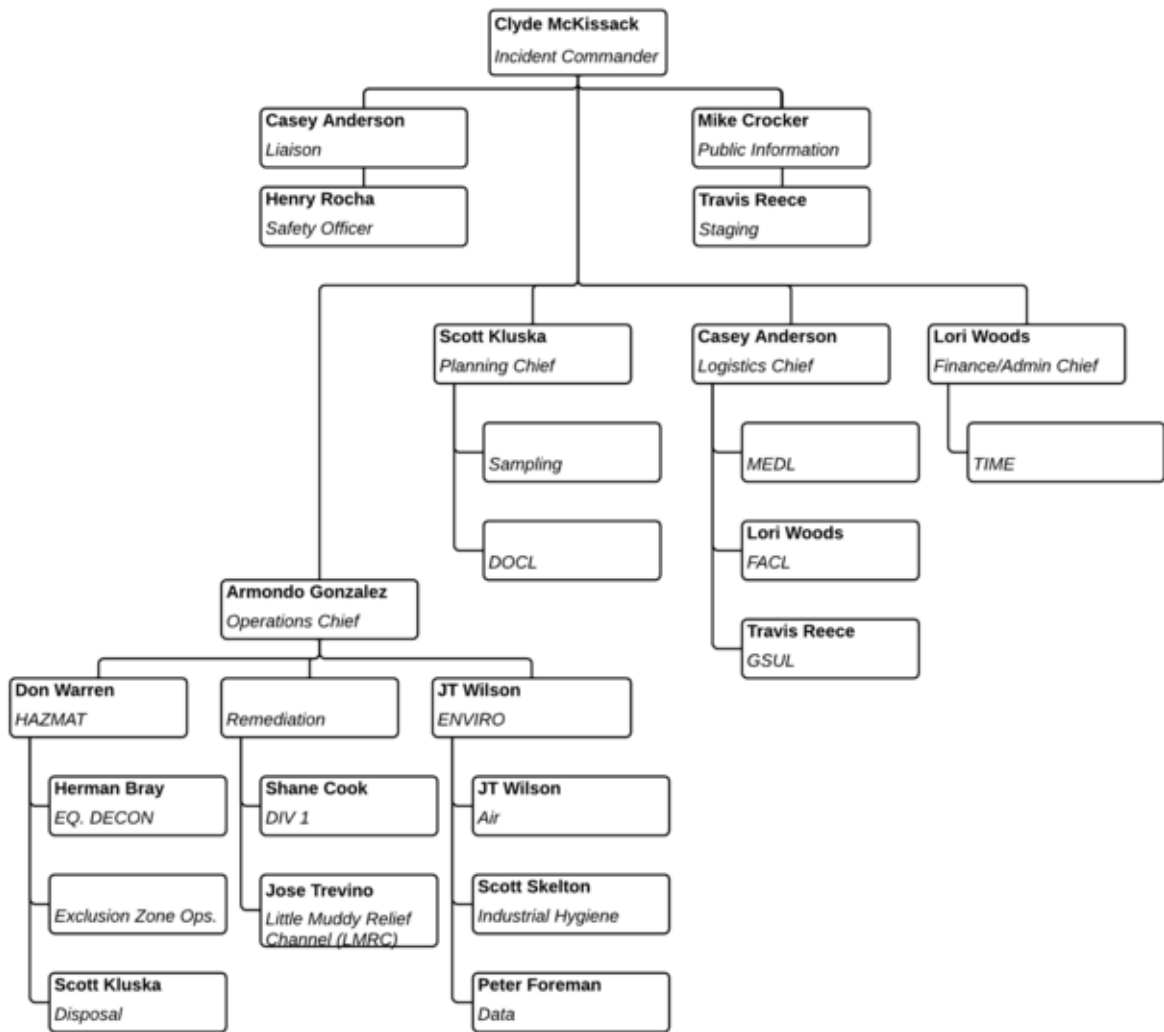 Clyde McKissack
Incident Commander
Casey Anderson
Liaison
Mike Crocker
Public Information
Henry Rocha
Safety Officer
Travis Reece
Staging
Scott Kluska
Planning Chief
Casey Anderson
Logistics Chief
Lori Woods
Finance/Admin Chief
Sampling
MEDL
TIME
DOCL
Lori Woods
FACL
Armondo Gonzalez
Operations Chief
Travis Reece
GSUL
Don Warren
HAZMAT
Remediation
JT Wilson
ENVIRO
Herman Bray
EQ. DECON
Shane Cook
DIV 1
JT Wilson
Air
Exclusion Zone Ops.
Jose Trevino
Little Muddy Relief
Channel (LMRC)
Scott Skelton
Industrial Hygiene
Scott Kluska
Disposal
Peter Foreman
Data